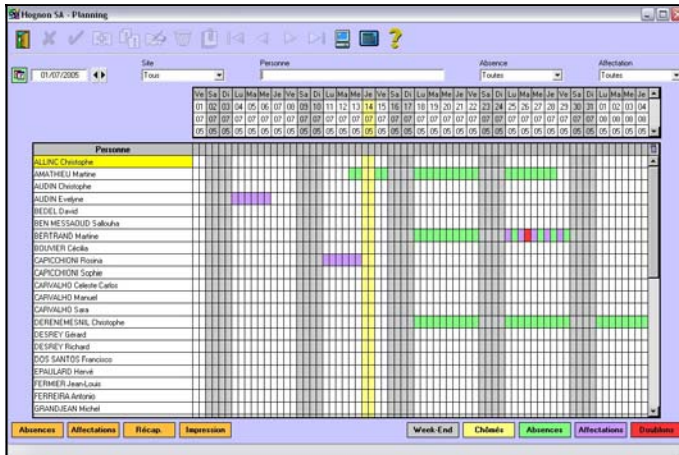 Hognon SA - Planning
Site Personne Absence Affectation
01/07/2005 Tous Toutes Toutes
Ve Sa Di Lu Ma Me Je Ve Sa Di Lu Ma Me Je Ve Sa Di Lu Ma Me Je Ve Sa Di Lu Ma Me Je Ve Sa Di Lu Ma Me Je
01 02 03 04 05 06 07 08 09 10 11 12 13 14 15 16 17 18 19 20 21 22 23 24 25 26 27 28 29 30 31 01 02 03 04
07 07 07 07 07 07 07 07 07 07 07 07 07 07 07 07 07 07 07 07 07 07 07 07 07 07 07 07 07 07 07 08 08 08 08
05 05 05 05 05 05 05 05 05 05 05 05 05 05 05 05 05 05 05 05 05 05 05 05 05 05 05 05 05 05 05 05 05 05 05
Personne
ALLINC Christophe
AMATHIEU Martine
AUDIN Christophe
AUDIN Evelyne
BEDEL David
BEN MESSAOUD Sallouha
BERTRAND Martine
BOUVIER Cécilia
CAPICCHIONI Rosina
CAPICCHIONI Sophie
CARVALHO Celeste Carlos
CARVALHO Manuel
CARVALHO Sara
DERENEMESNIL Christophe
DESREY Gérard
DESREY Richard
DOS SANTOS Francisco
EPAULARD Hervé
FERMIER Jean-Louis
FERREIRA Antonio
GRANDJEAN Michel
Absences Affectations Récap. Impression Week-End Chômés Absences Affectations Doublons